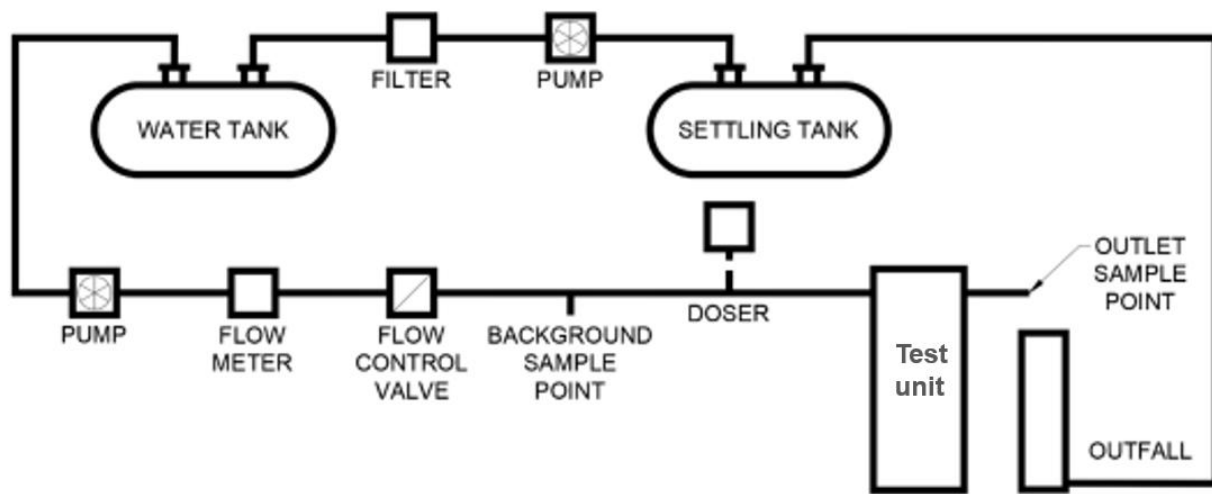 FILTER
PUMP
WATER TANK
SETTLING TANK
OUTLET
SAMPLE
POINT
PUMP
FLOW
METER
FLOW
CONTROL
VALVE
BACKGROUND
SAMPLE
POINT
DOSER
Test
unit
OUTFALL